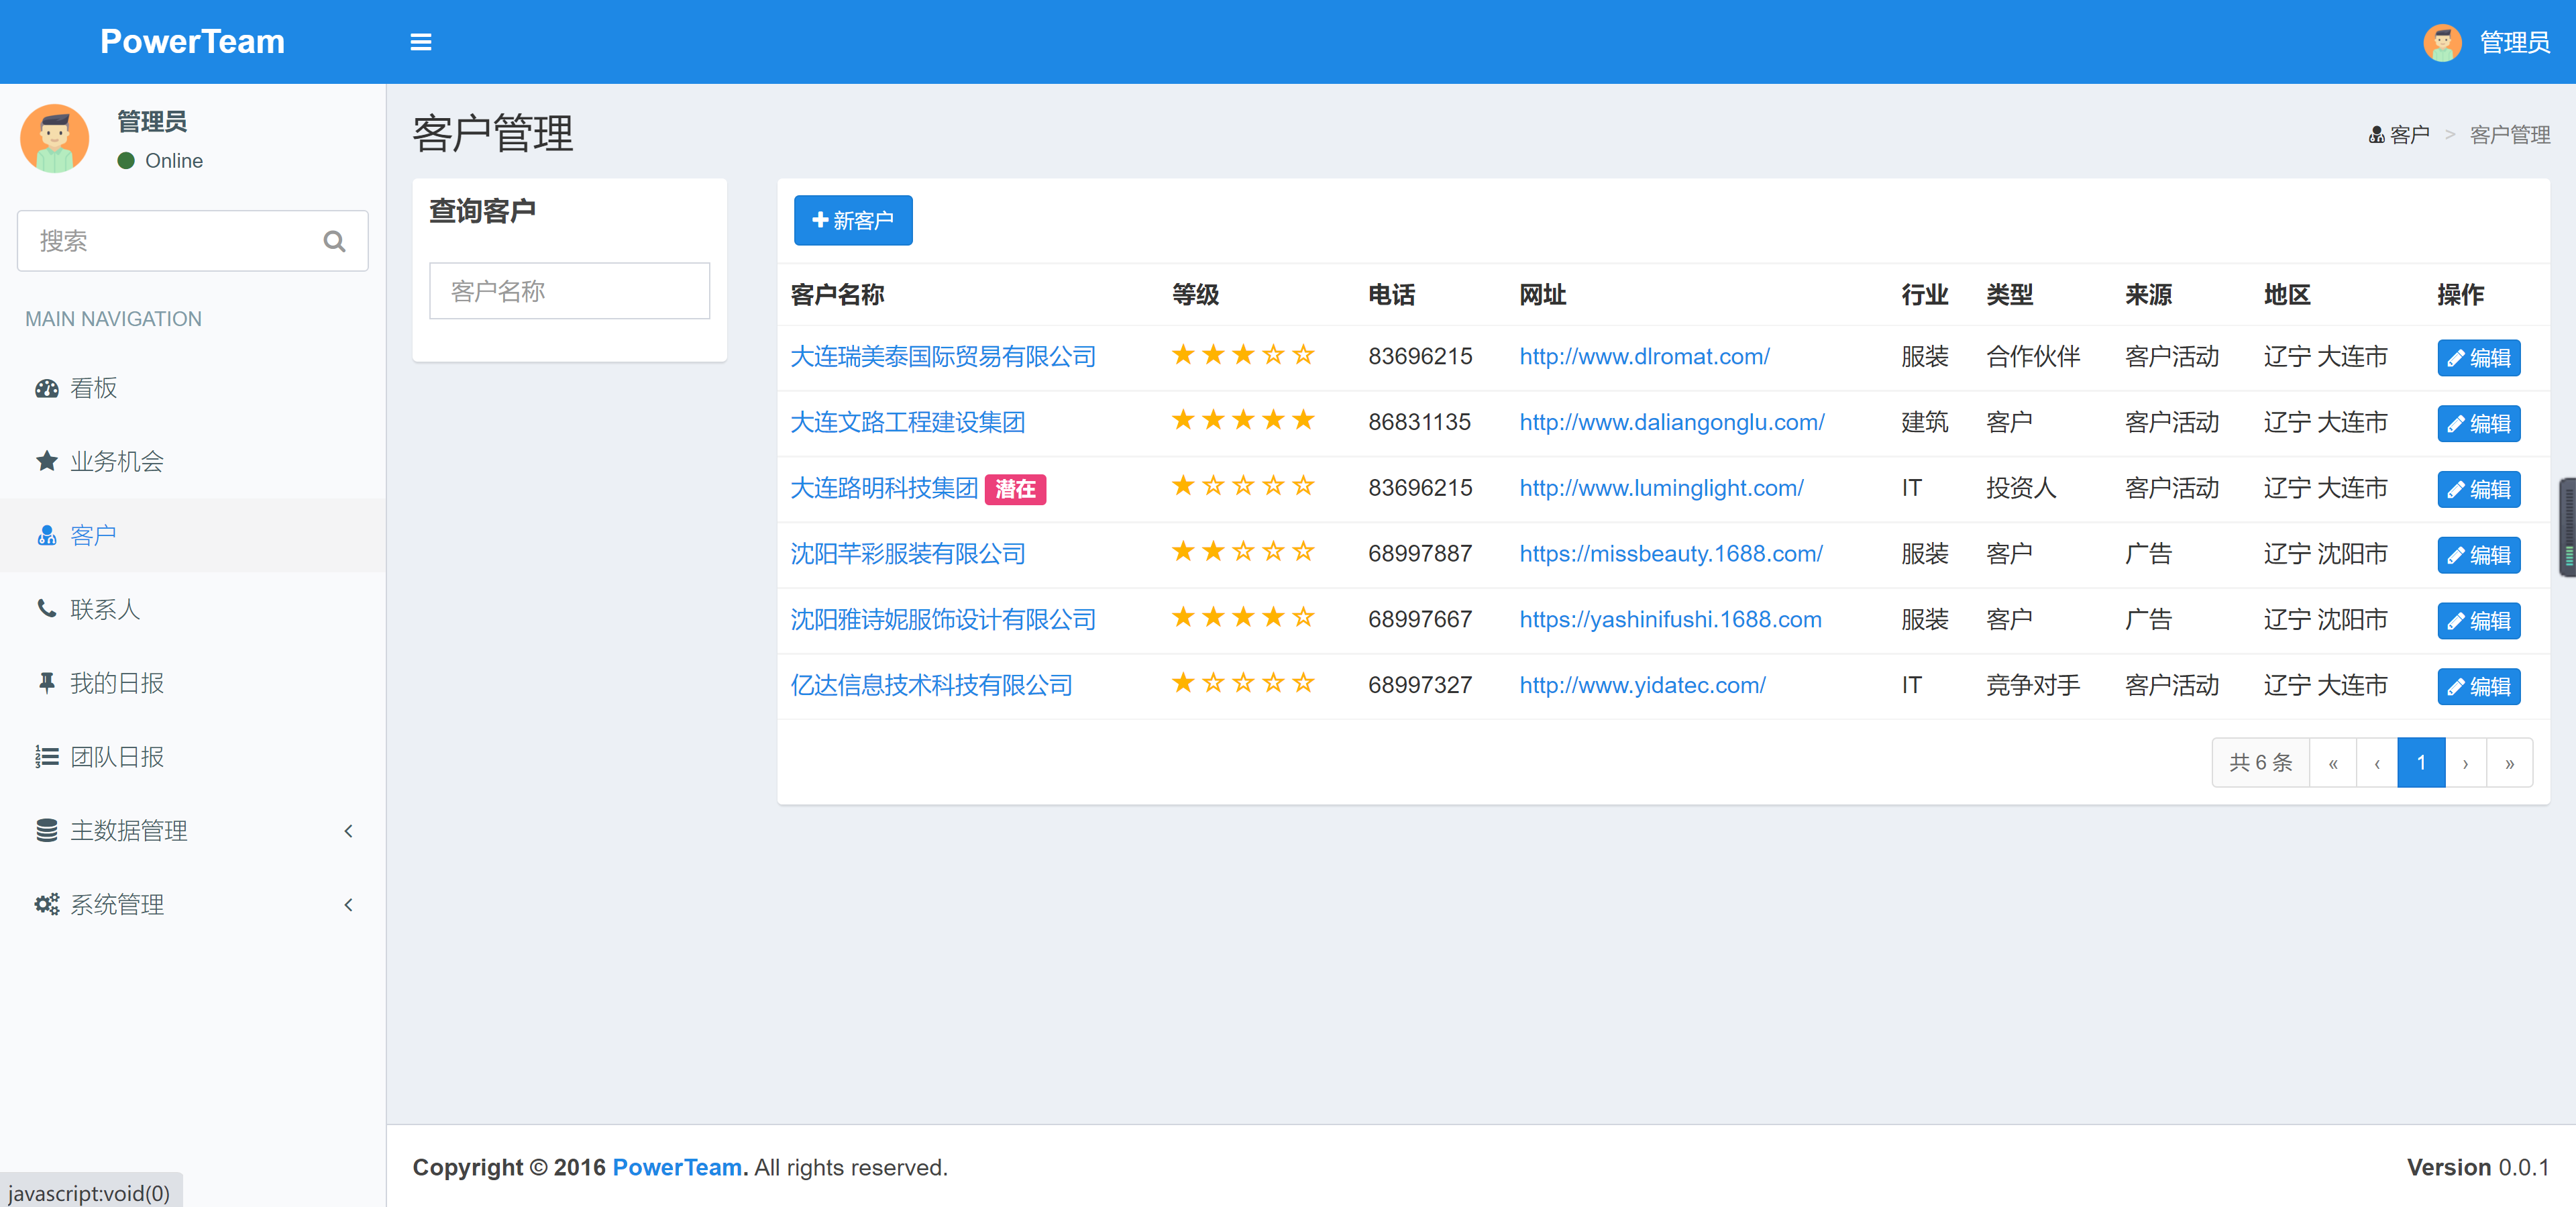 PowerTeam
管理员
管理员
Online
搜索
MAIN NAVIGATION
看板
业务机会
客户
联系人
我的日报
团队日报
主数据管理
系统管理
客户管理
客户 > 客户管理
查询客户
客户名称
新客户
客户名称 等级 电话 网址 行业 类型 来源 地区 操作
大连瑞美泰国际贸易有限公司 83696215 http://www.dlromat.com/ 服装 合作伙伴 客户活动 辽宁 大连市 编辑
大连文路工程建设集团 86831135 http://www.daliangonglu.com/ 建筑 客户 客户活动 辽宁 大连市 编辑
大连路明科技集团 潜在 83696215 http://www.luminglight.com/ IT 投资人 客户活动 辽宁 大连市 编辑
沈阳芊彩服装有限公司 68997887 https://missbeauty.1688.com/ 服装 客户 广告 辽宁 沈阳市 编辑
沈阳雅诗妮服饰设计有限公司 68997667 https://yashinifushi.1688.com 服装 客户 广告 辽宁 沈阳市 编辑
亿达信息技术科技有限公司 68997327 http://www.yidatec.com/ IT 竞争对手 客户活动 辽宁 大连市 编辑
共 6 条 « ‹ 1 › »
Copyright © 2016 PowerTeam. All rights reserved.
Version 0.0.1
javascript:void(0)